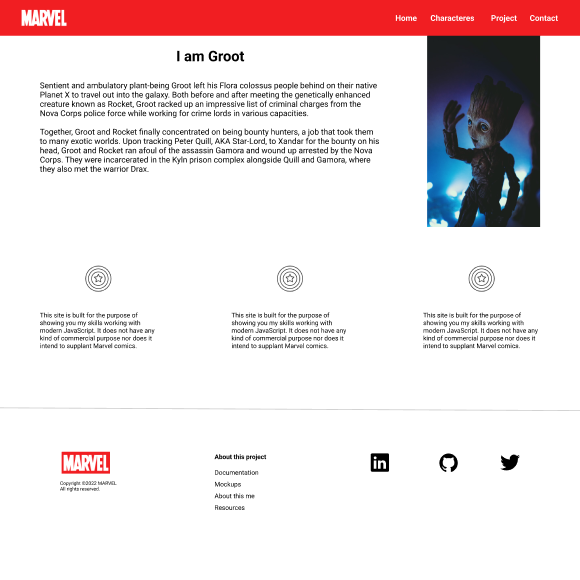 MARVEL
Home Characteres Project Contact
I am Groot
Sentient and ambulatory plant-being Groot left his Flora colossus people behind on their native
Planet X to travel out into the galaxy. Both before and after meeting the genetically enhanced
creature known as Rocket, Groot racked up an impressive list of criminal charges from the
Nova Corps police force while working for crime lords in various capacities.
Together, Groot and Rocket finally concentrated on being bounty hunters, a job that took them
to many exotic worlds. Upon tracking Peter Quill, AKA Star-Lord, to Xandar for the bounty on his
head, Groot and Rocket ran afoul of the assassin Gamora and wound up arrested by the Nova
Corps. They were incarcerated in the Kyln prison complex alongside Quill and Gamora, where
they also met the warrior Drax.
This site is built for the purpose of
showing you my skills working with
modern JavaScript. It does not have any
kind of commercial purpose nor does it
intend to supplant Marvel comics.
This site is built for the purpose of
showing you my skills working with
modern JavaScript. It does not have any
kind of commercial purpose nor does it
intend to supplant Marvel comics.
This site is built for the purpose of
showing you my skills working with
modern JavaScript. It does not have any
kind of commercial purpose nor does it
intend to supplant Marvel comics.
MARVEL
Copyright ©2022 MARVEL
All rights reserved.
About this project
Documentation
Mockups
About this me
Resources
in